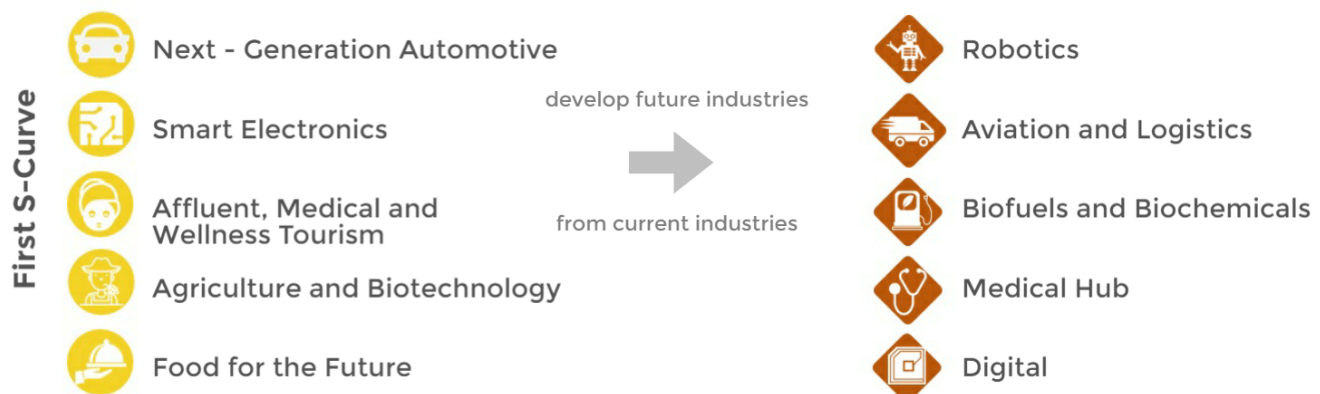 First S-Curve
Next - Generation Automotive
Smart Electronics
Affluent, Medical and
Wellness Tourism
Agriculture and Biotechnology
Food for the Future
develop future industries
from current industries
Robotics
Aviation and Logistics
Biofuels and Biochemicals
Medical Hub
Digital